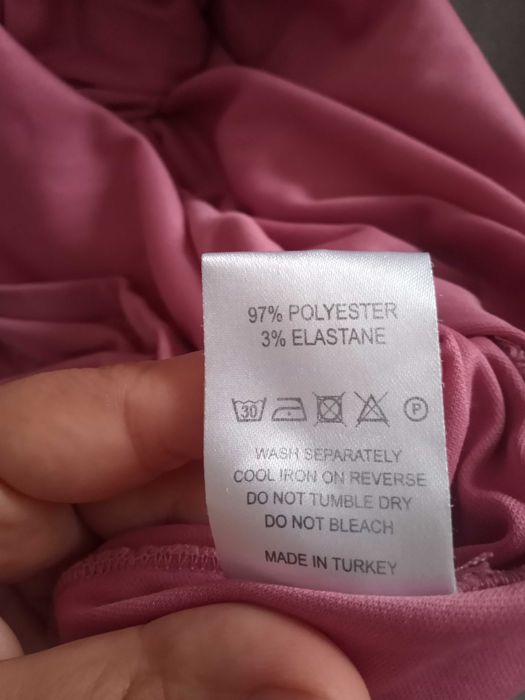 97% POLYESTER
3% ELASTANE
30 P
WASH SEPARATELY
COOL IRON ON REVERSE
DO NOT TUMBLE DRY
DO NOT BLEACH
MADE IN TURKEY